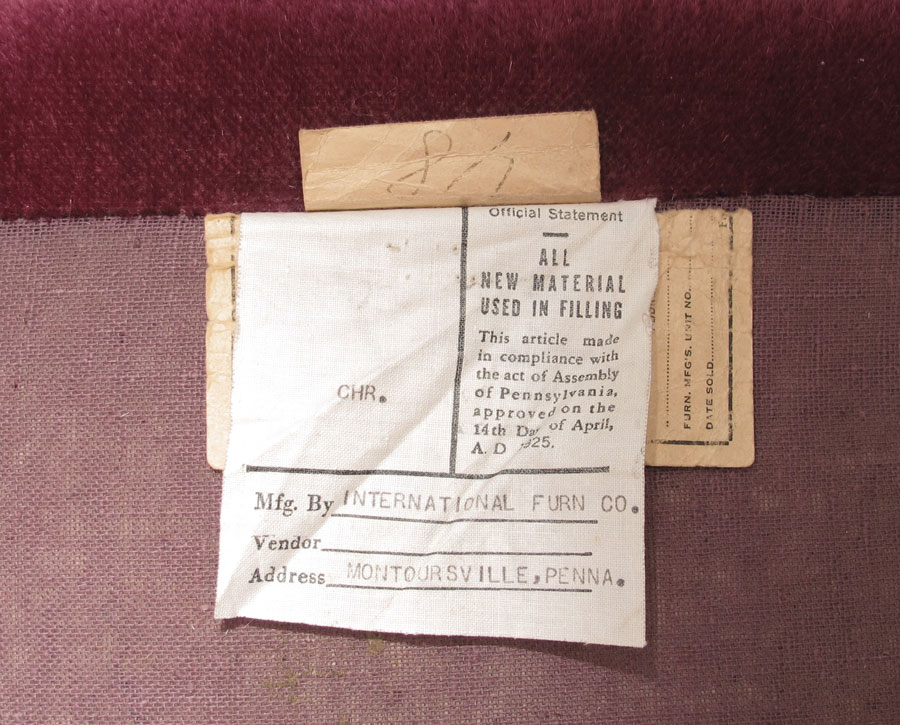 Official Statement
ALL
NEW MATERIAL
USED IN FILLING
This article made
in compliance with
the act of Assembly
of Pennsylvania,
approved on the
14th Day of April,
A. D 925.
CHR.
Mfg. By INTERNATIONAL FURN CO.
Vendor
Address MONTOURSVILLE, PENNA.
FURN. MFG'S. UNIT NO.
DATE SOLD